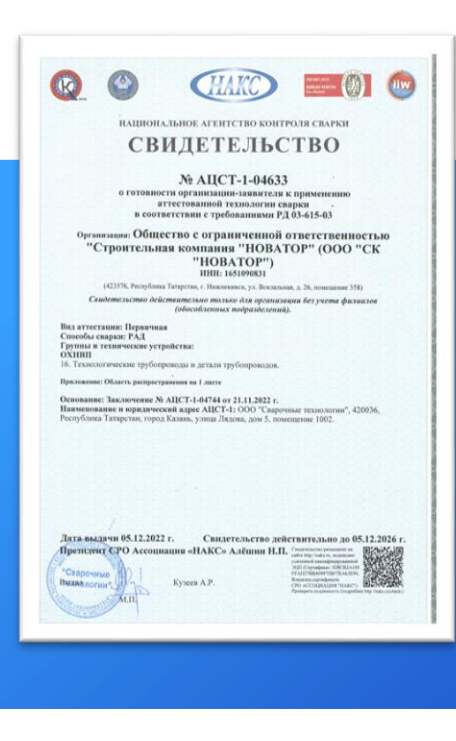 НАКС
iiw
НАЦИОНАЛЬНОЕ АГЕНТСТВО КОНТРОЛЯ СВАРКИ
СВИДЕТЕЛЬСТВО
№ АЦСТ-1-04633
о готовности организации-заявителя к применению
аттестованной технологии сварки
в соответствии с требованиями РД 03-615-03
Организация: Общество с ограниченной ответственностью
"Строительная компания "НОВАТОР" (ООО "СК
"НОВАТОР")
ИНН: 1651090831
(423576, Республика Татарстан, г. Нижнекамск, ул. Вокзальная, д. 26, помещение 358)
Свидетельство действительно только для организации без учета филиалов
(обособленных подразделений).
Вид аттестации: Первичная
Способы сварки: РАД
Группы и технические устройства:
ОХНВП
16. Технологические трубопроводы и детали трубопроводов.
Приложение: Область распространения на 1 листе
Основание: Заключение № АЦСТ-1-04744 от 21.11.2022 г.
Наименование и юридический адрес АЦСТ-1: ООО "Сварочные технологии", 420036,
Республика Татарстан, город Казань, улица Лядова, дом 5, помещение 1002.
Дата выдачи 05.12.2022 г. Свидетельство действительно до 05.12.2026 г.
Президент СРО Ассоциация «НАКС» Алёшин Н.П.
"Сварочные
технологии"
Кузеев А.Р.
М.П.